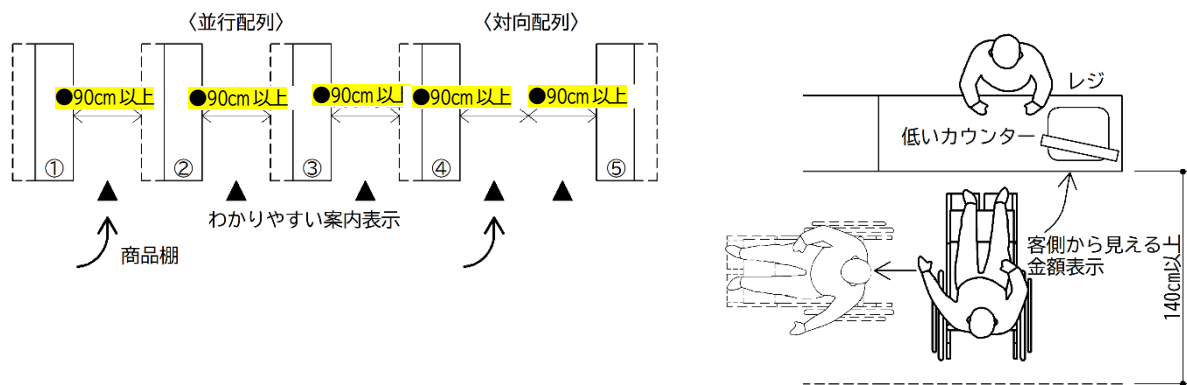 〈並行配列〉
〈対向配列〉
●90cm以上
●90cm以上
●90cm以上
●90cm以上
●90cm以上
①
②
③
④
⑤
わかりやすい案内表示
商品棚
レジ
低いカウンター
客側から見える上
金額表示
140cm以上